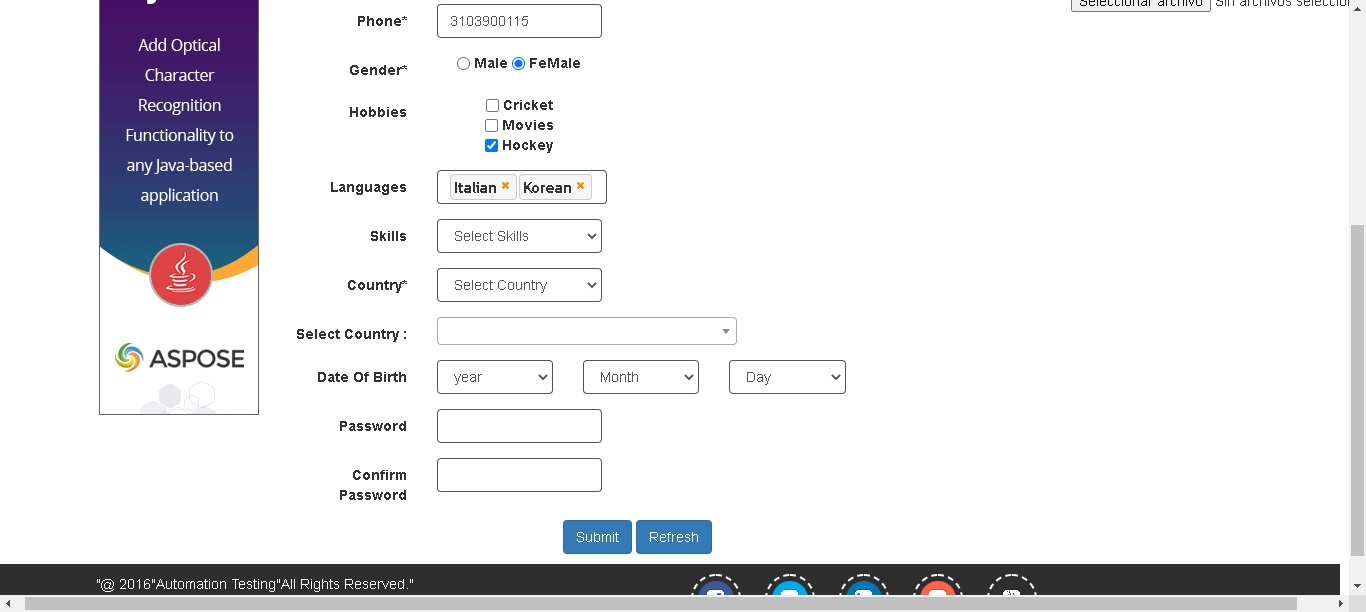 Seleccionar archivo Sin archivos seleccion
Phone* 3103900115
Add Optical
Character
Recognition
Functionality to
any Java-based
application
ASPOSE
Gender* Male FeMale
Hobbies Cricket
Movies
Hockey
Languages Italian × Korean ×
Skills Select Skills
Country* Select Country
Select Country :
Date Of Birth year Month Day
Password
Confirm
Password
Submit Refresh
"@ 2016"Automation Testing"All Rights Reserved."